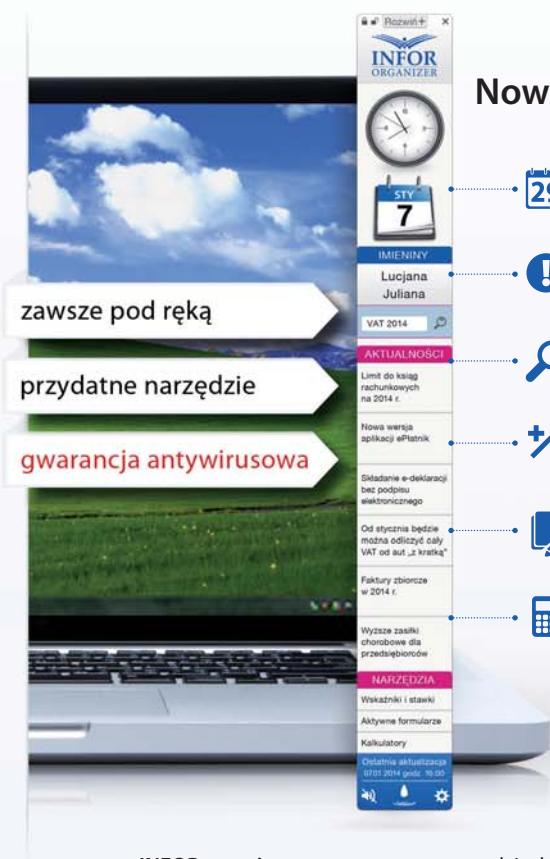 Rozwiń+
INFOR
ORGANIZER
Now
STY
7
29
IMIENINY
Lucjana
Juliana
zawsze pod ręką
VAT 2014
AKTUALNOŚCI
Limit do ksiąg
rachunkowych
na 2014 r.
przydatne narzędzie
Nowa wersja
aplikacji ePłatnik
gwarancja antywirusowa
Składanie e-deklaracji
bez podpisu
elektronicznego
Od stycznia będzie
można odliczyć cały
VAT od aut „z kratką"
Faktury zbiorcze
w 2014 r.
Wyższe zasiłki
chorobowe dla
przedsiębiorców
NARZĘDZIA
Wskaźniki i stawki
Aktywne formularze
Kalkulatory
Ostatnia aktualizacja
07.01.2014 godz. 16:00